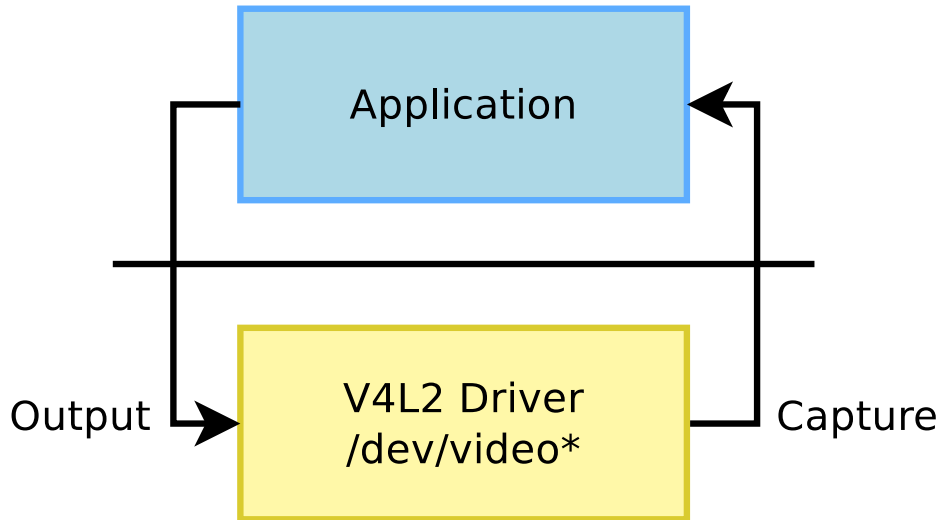 Application
V4L2 Driver
/dev/video*
Output
Capture